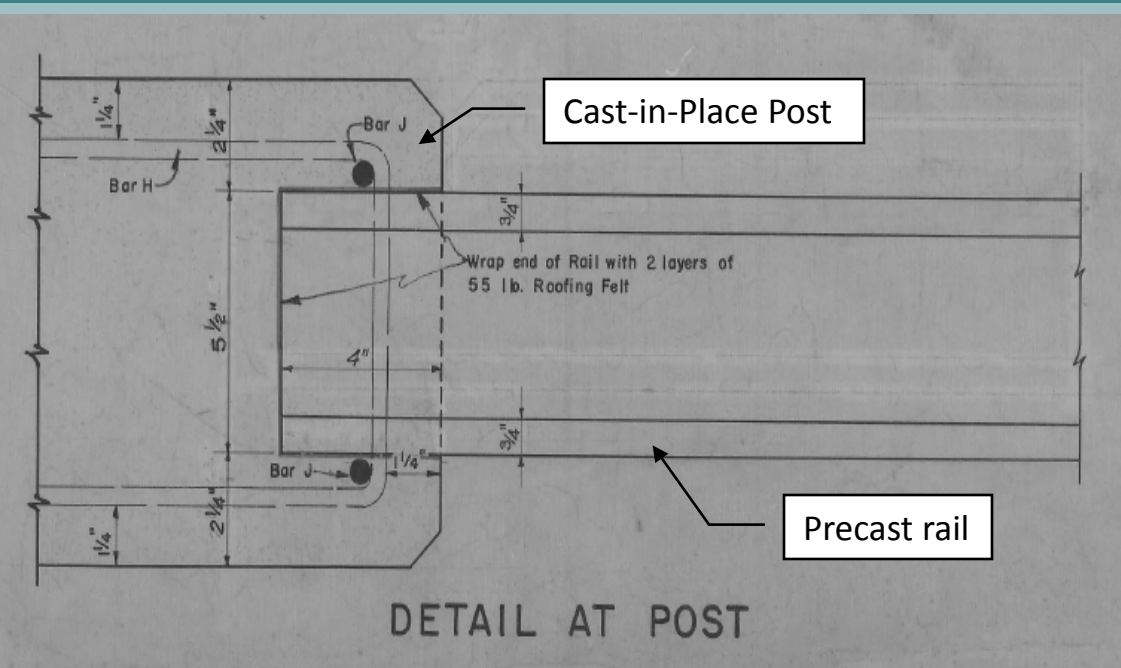 1¼"
2¼"
Bar J
Cast-in-Place Post
Bar H
3/4"
Wrap end of Rail with 2 layers of
55 lb. Roofing Felt
5½"
4"
3/4"
Bar J
1¼"
2¼"
1¼"
Precast rail
DETAIL AT POST